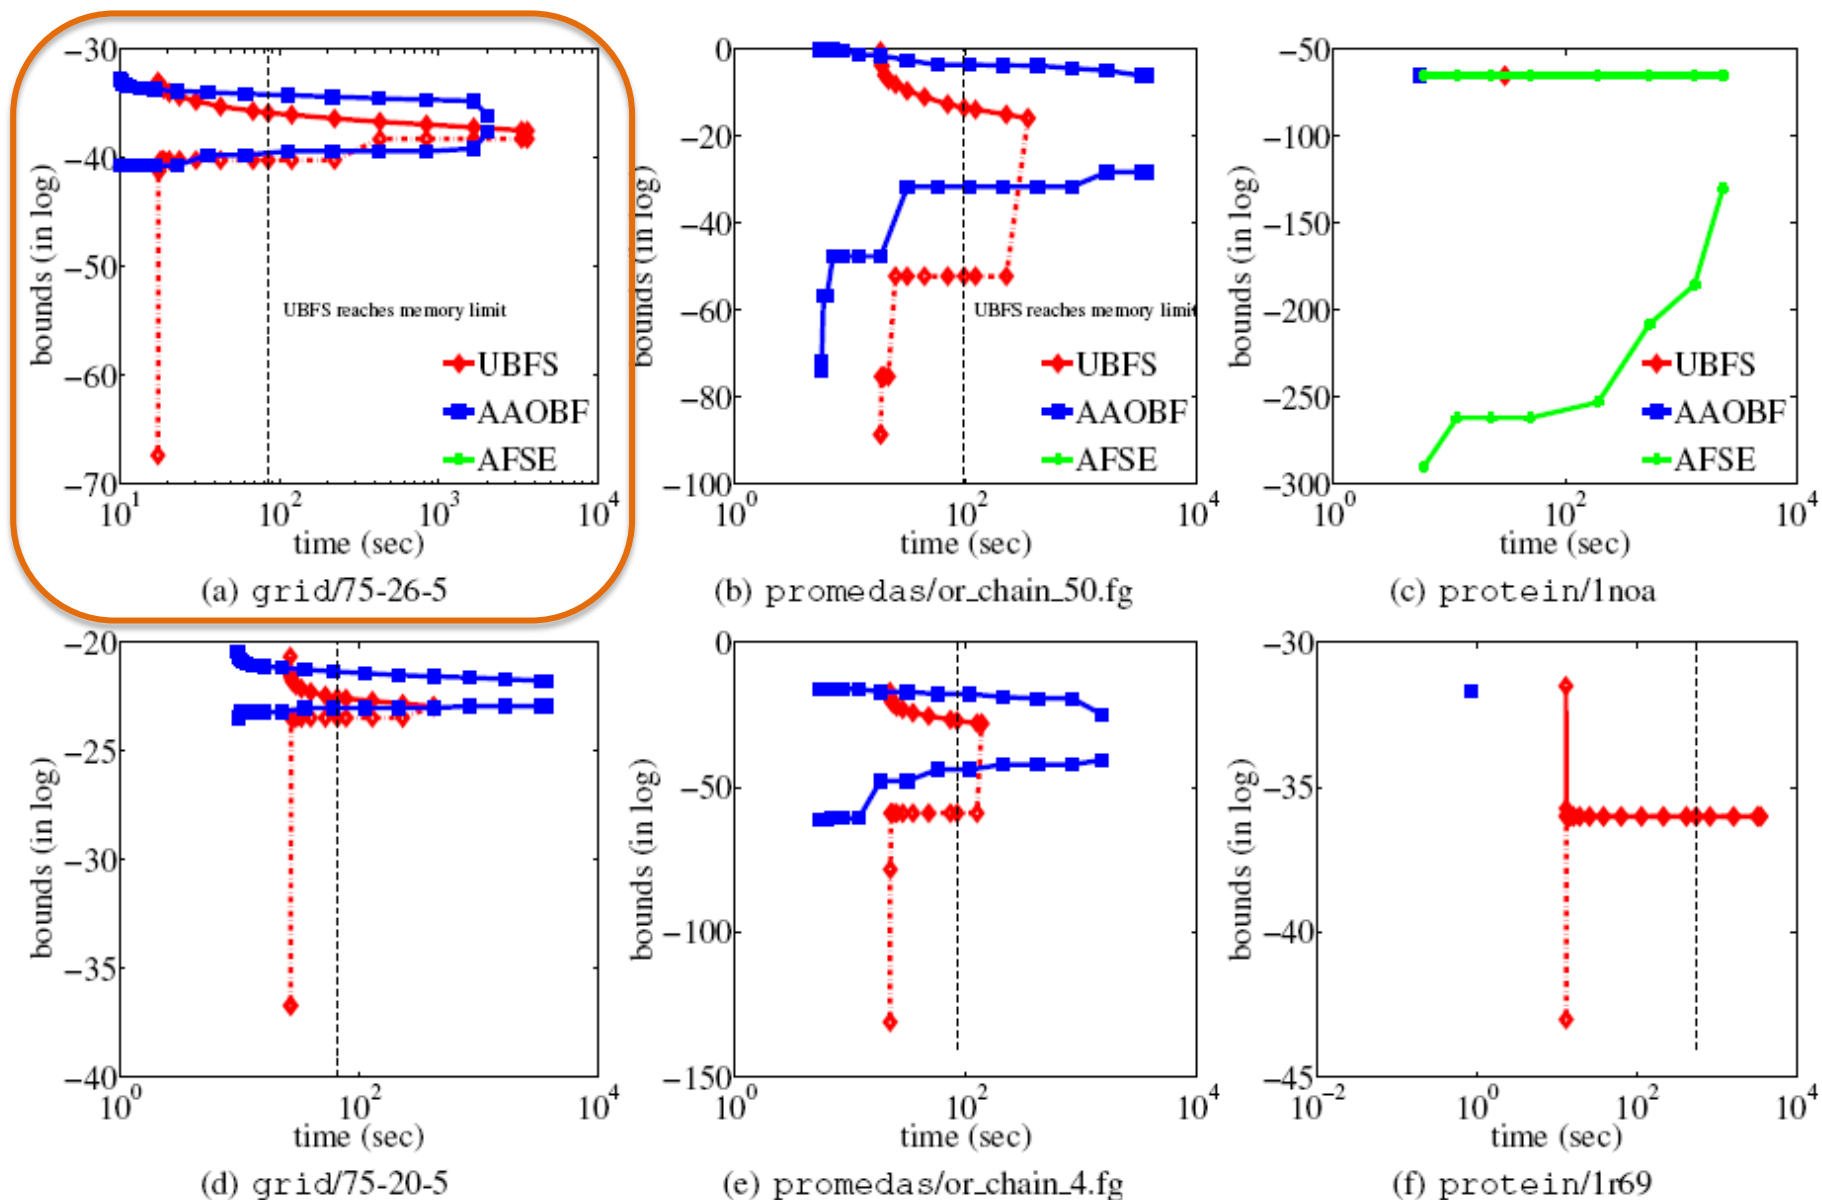 −30
−40
−50
−60
−70
bounds (in log)
UBFS reaches memory limit
UBFS
AAOBF
AFSE
10^1
10^2
10^3
10^4
time (sec)
(a) grid/75-26-5
0
−20
−40
−60
−80
−100
bounds (in log)
UBFS reaches memory limit
UBFS
AAOBF
AFSE
10^0
10^2
10^4
time (sec)
(b) promedas/or_chain_50.fg
−50
−100
−150
−200
−250
−300
bounds (in log)
UBFS
AAOBF
AFSE
10^0
10^2
10^4
time (sec)
(c) protein/1noa
−20
−25
−30
−35
−40
bounds (in log)
10^0
10^2
10^4
time (sec)
(d) grid/75-20-5
0
−50
−100
−150
bounds (in log)
10^0
10^2
10^4
time (sec)
(e) promedas/or_chain_4.fg
−30
−35
−40
−45
bounds (in log)
10^−2
10^0
10^2
10^4
time (sec)
(f) protein/1r69